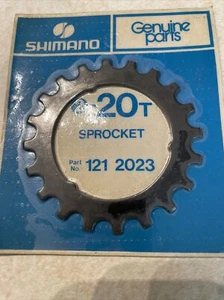 SHIMANO
Genuine
parts
20T
SPROCKET
Part
No
121 2023